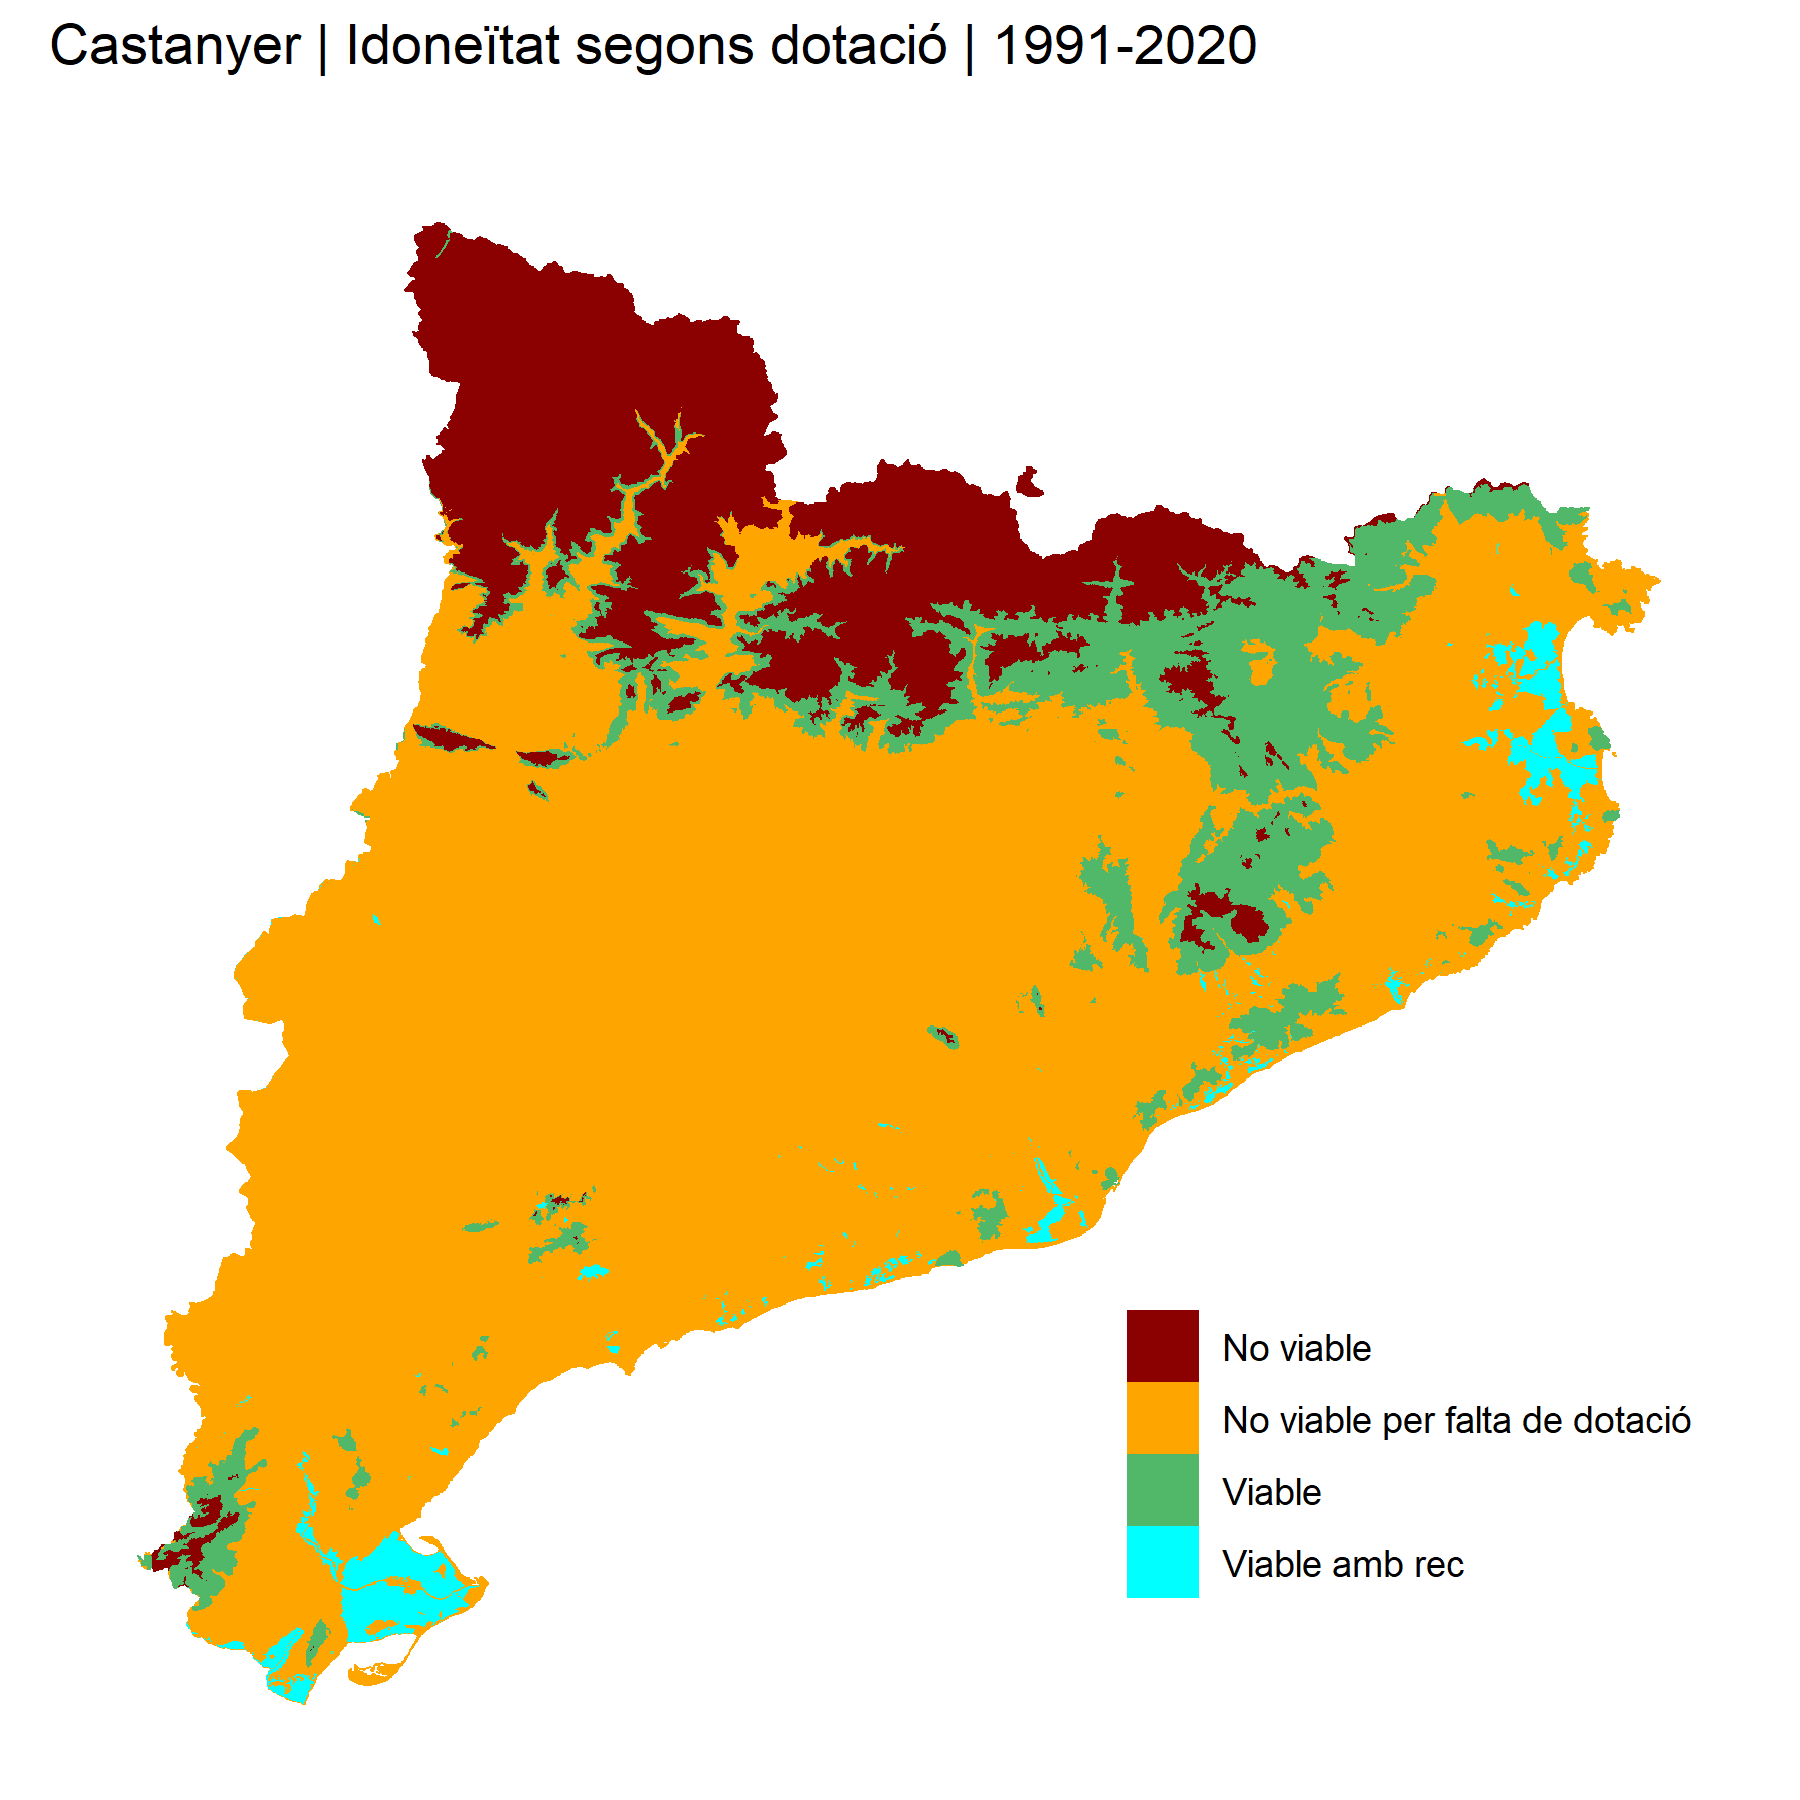 Castanyer | Idoneïtat segons dotació | 1991-2020
No viable
No viable per falta de dotació
Viable
Viable amb rec